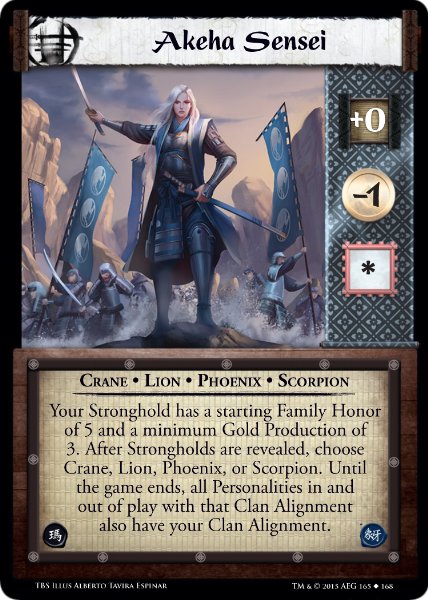 Akeha Sensei
+0
-1
*
Crane • Lion • Phoenix • Scorpion
Your Stronghold has a starting Family Honor
of 5 and a minimum Gold Production of
3. After Strongholds are revealed, choose
Crane, Lion, Phoenix, or Scorpion. Until
the game ends, all Personalities in and
out of play with that Clan Alignment
also have your Clan Alignment.
TBS Illus Alberto Tavira Espinar
TM & © 2015 AEG 165 ♦ 168